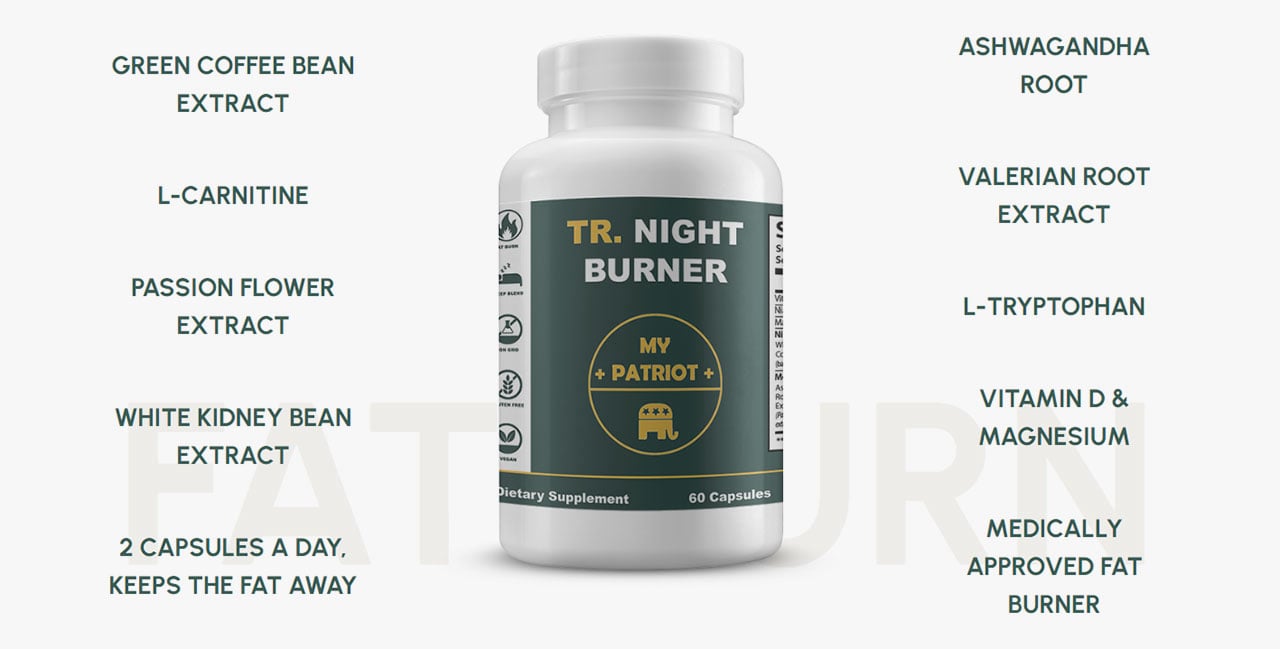 GREEN COFFEE BEAN
EXTRACT
L-CARNITINE
PASSION FLOWER
EXTRACT
WHITE KIDNEY BEAN
EXTRACT
2 CAPSULES A DAY,
KEEPS THE FAT AWAY
TR. NIGHT
BURNER
MY
+ PATRIOT +
Dietary Supplement
60 Capsules
VEGAN
ASHWAGANDHA
ROOT
VALERIAN ROOT
EXTRACT
L-TRYPTOPHAN
VITAMIN D &
MAGNESIUM
MEDICALLY
APPROVED FAT
BURNER